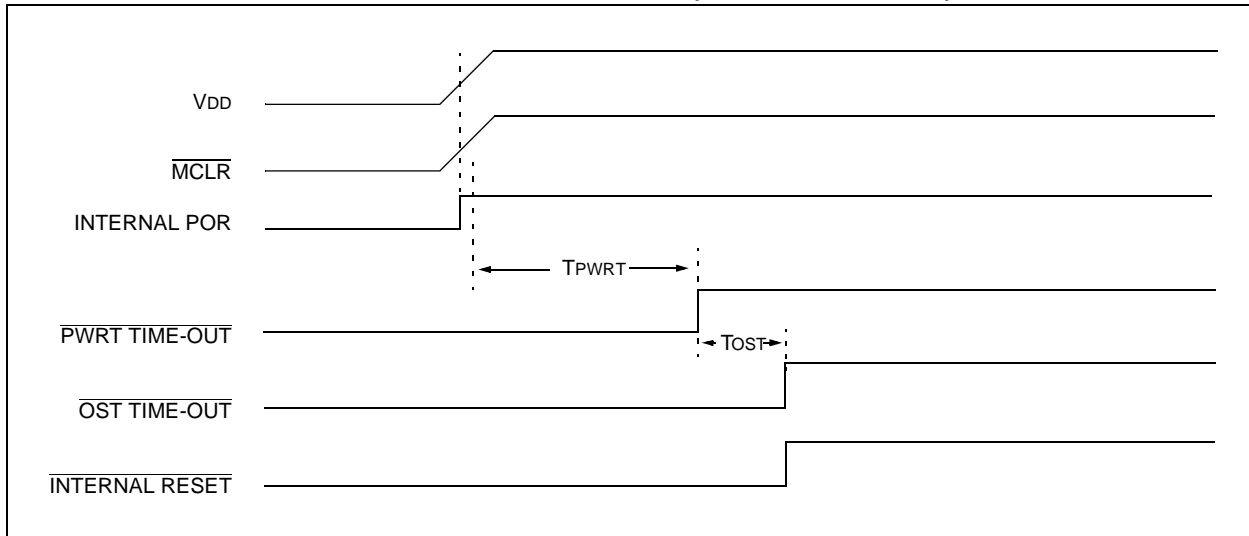 VDD
MCLR
INTERNAL POR
TPWRT
PWRT TIME-OUT
TOST
OST TIME-OUT
INTERNAL RESET